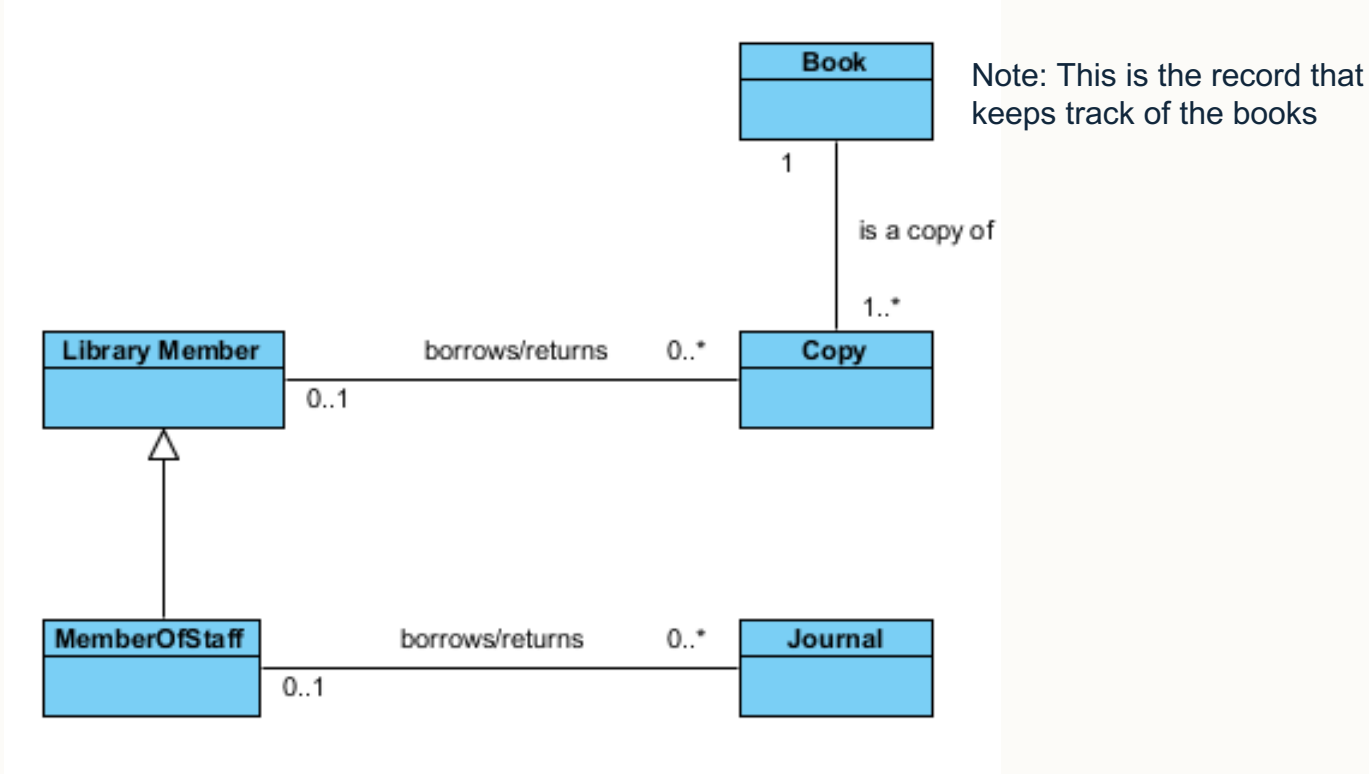 Book
Note: This is the record that
keeps track of the books
1
is a copy of
1..*
Library Member
borrows/returns
0..*
Copy
0..1
MemberOfStaff
borrows/returns
0..*
Journal
0..1